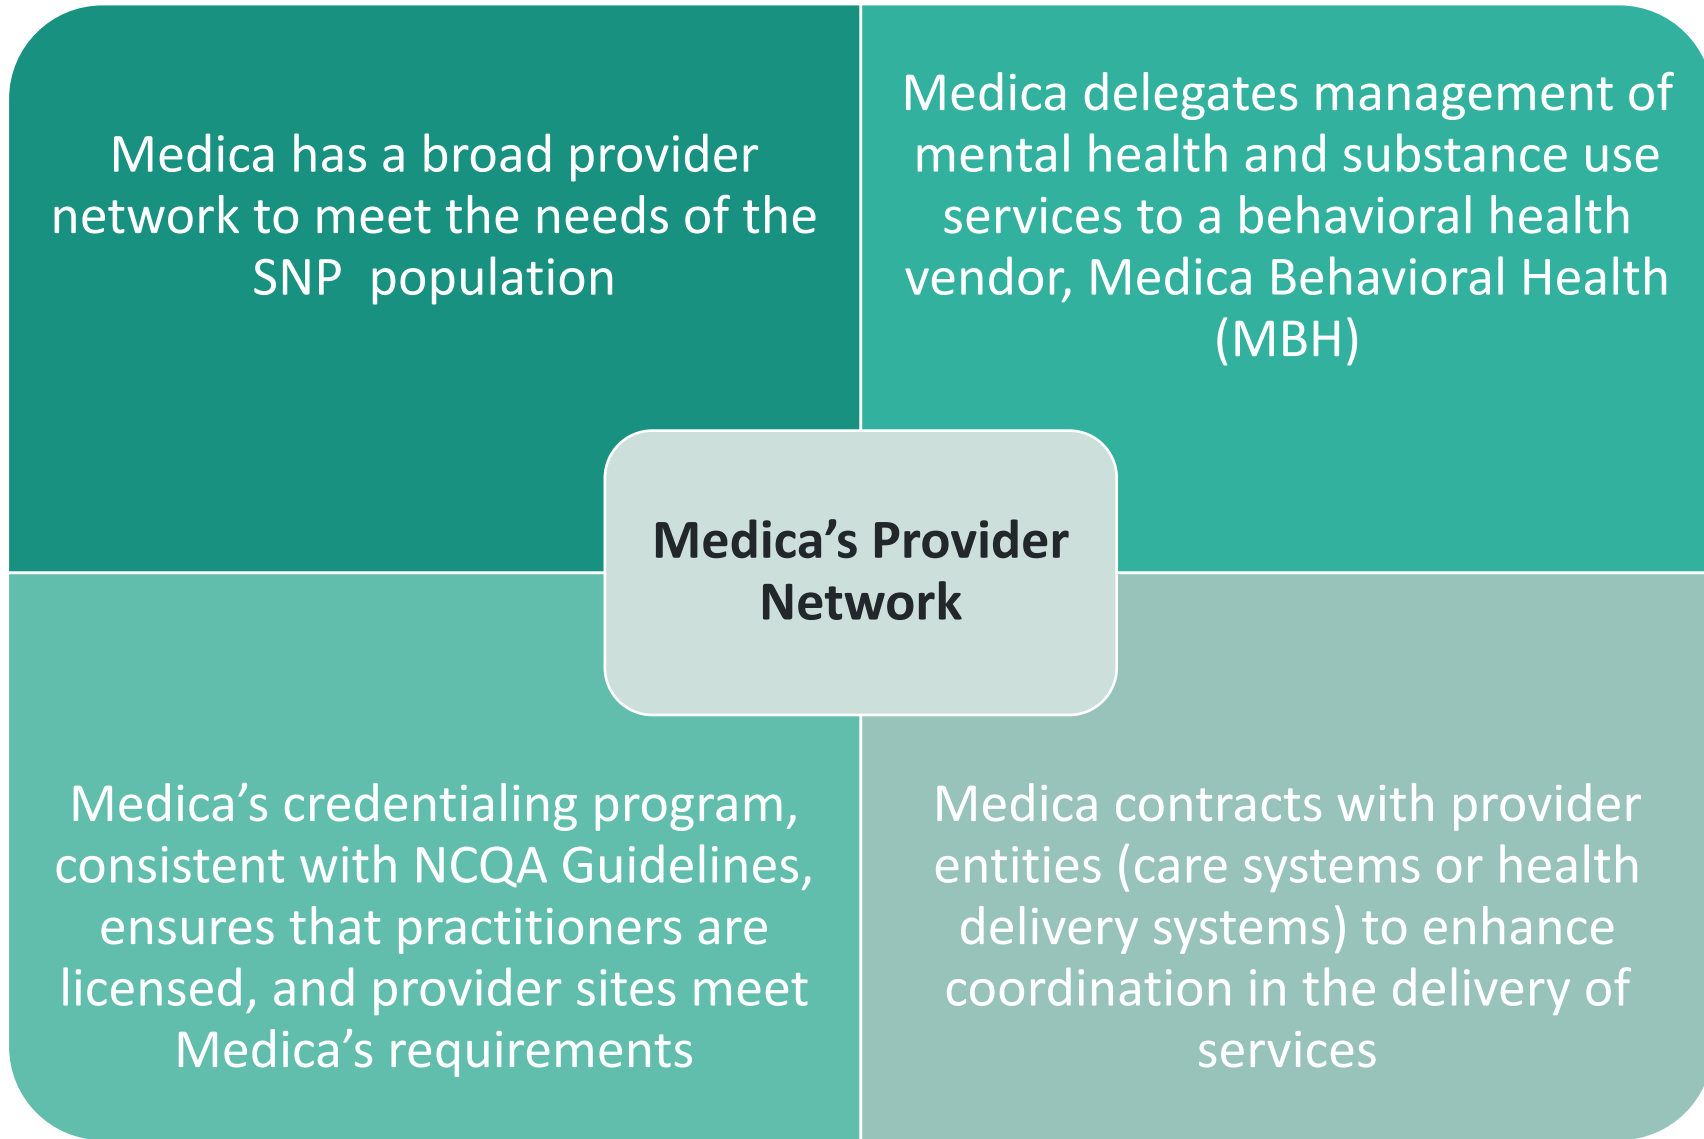 Medica has a broad provider
network to meet the needs of the
SNP  population
Medica delegates management of
mental health and substance use
services to a behavioral health
vendor, Medica Behavioral Health
(MBH)
Medica’s Provider
Network
Medica’s credentialing program,
consistent with NCQA Guidelines,
ensures that practitioners are
licensed, and provider sites meet
Medica’s requirements
Medica contracts with provider
entities (care systems or health
delivery systems) to enhance
coordination in the delivery of
services